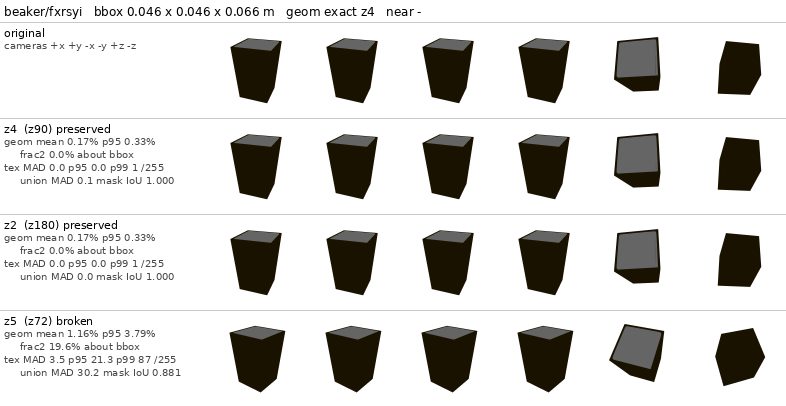 beaker/fxrsyi   bbox 0.046 x 0.046 x 0.066 m   geom exact z4   near -
original
cameras +x +y -x -y +z -z
z4  (z90) preserved
geom mean 0.17% p95 0.33%
frac2 0.0% about bbox
tex MAD 0.0 p95 0.0 p99 1 /255
union MAD 0.1 mask IoU 1.000
z2  (z180) preserved
geom mean 0.17% p95 0.33%
frac2 0.0% about bbox
tex MAD 0.0 p95 0.0 p99 1 /255
union MAD 0.0 mask IoU 1.000
z5  (z72) broken
geom mean 1.16% p95 3.79%
frac2 19.6% about bbox
tex MAD 3.5 p95 21.3 p99 87 /255
union MAD 30.2 mask IoU 0.881